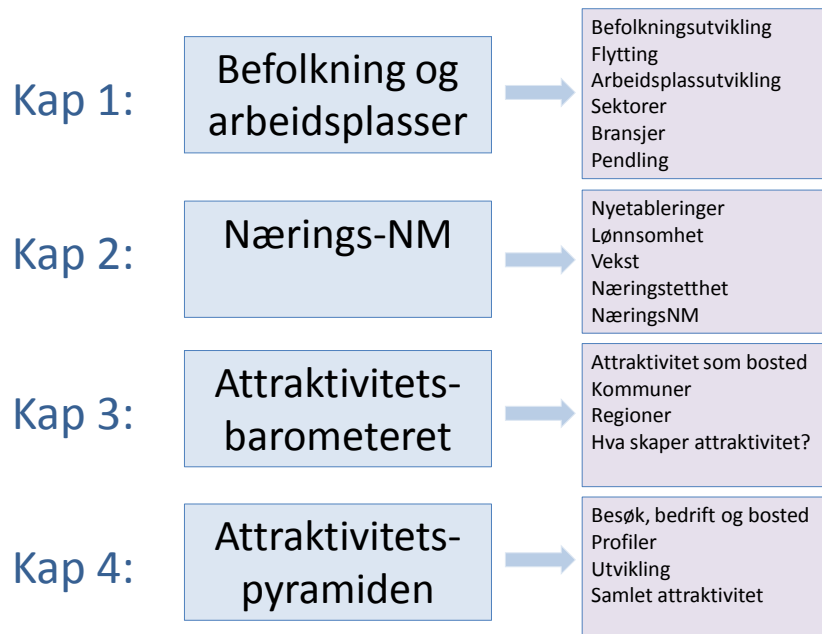 Kap 1:
Befolkning og
arbeidsplasser
Befolkningsutvikling
Flytting
Arbeidsplassutvikling
Sektorer
Bransjer
Pendling
Kap 2:
Nærings-NM
Nyetableringer
Lønnsomhet
Vekst
Næringstetthet
NæringsNM
Kap 3:
Attraktivitets-
barometeret
Attraktivitet som bosted
Kommuner
Regioner
Hva skaper attraktivitet?
Kap 4:
Attraktivitets-
pyramiden
Besøk, bedrift og bosted
Profiler
Utvikling
Samlet attraktivitet